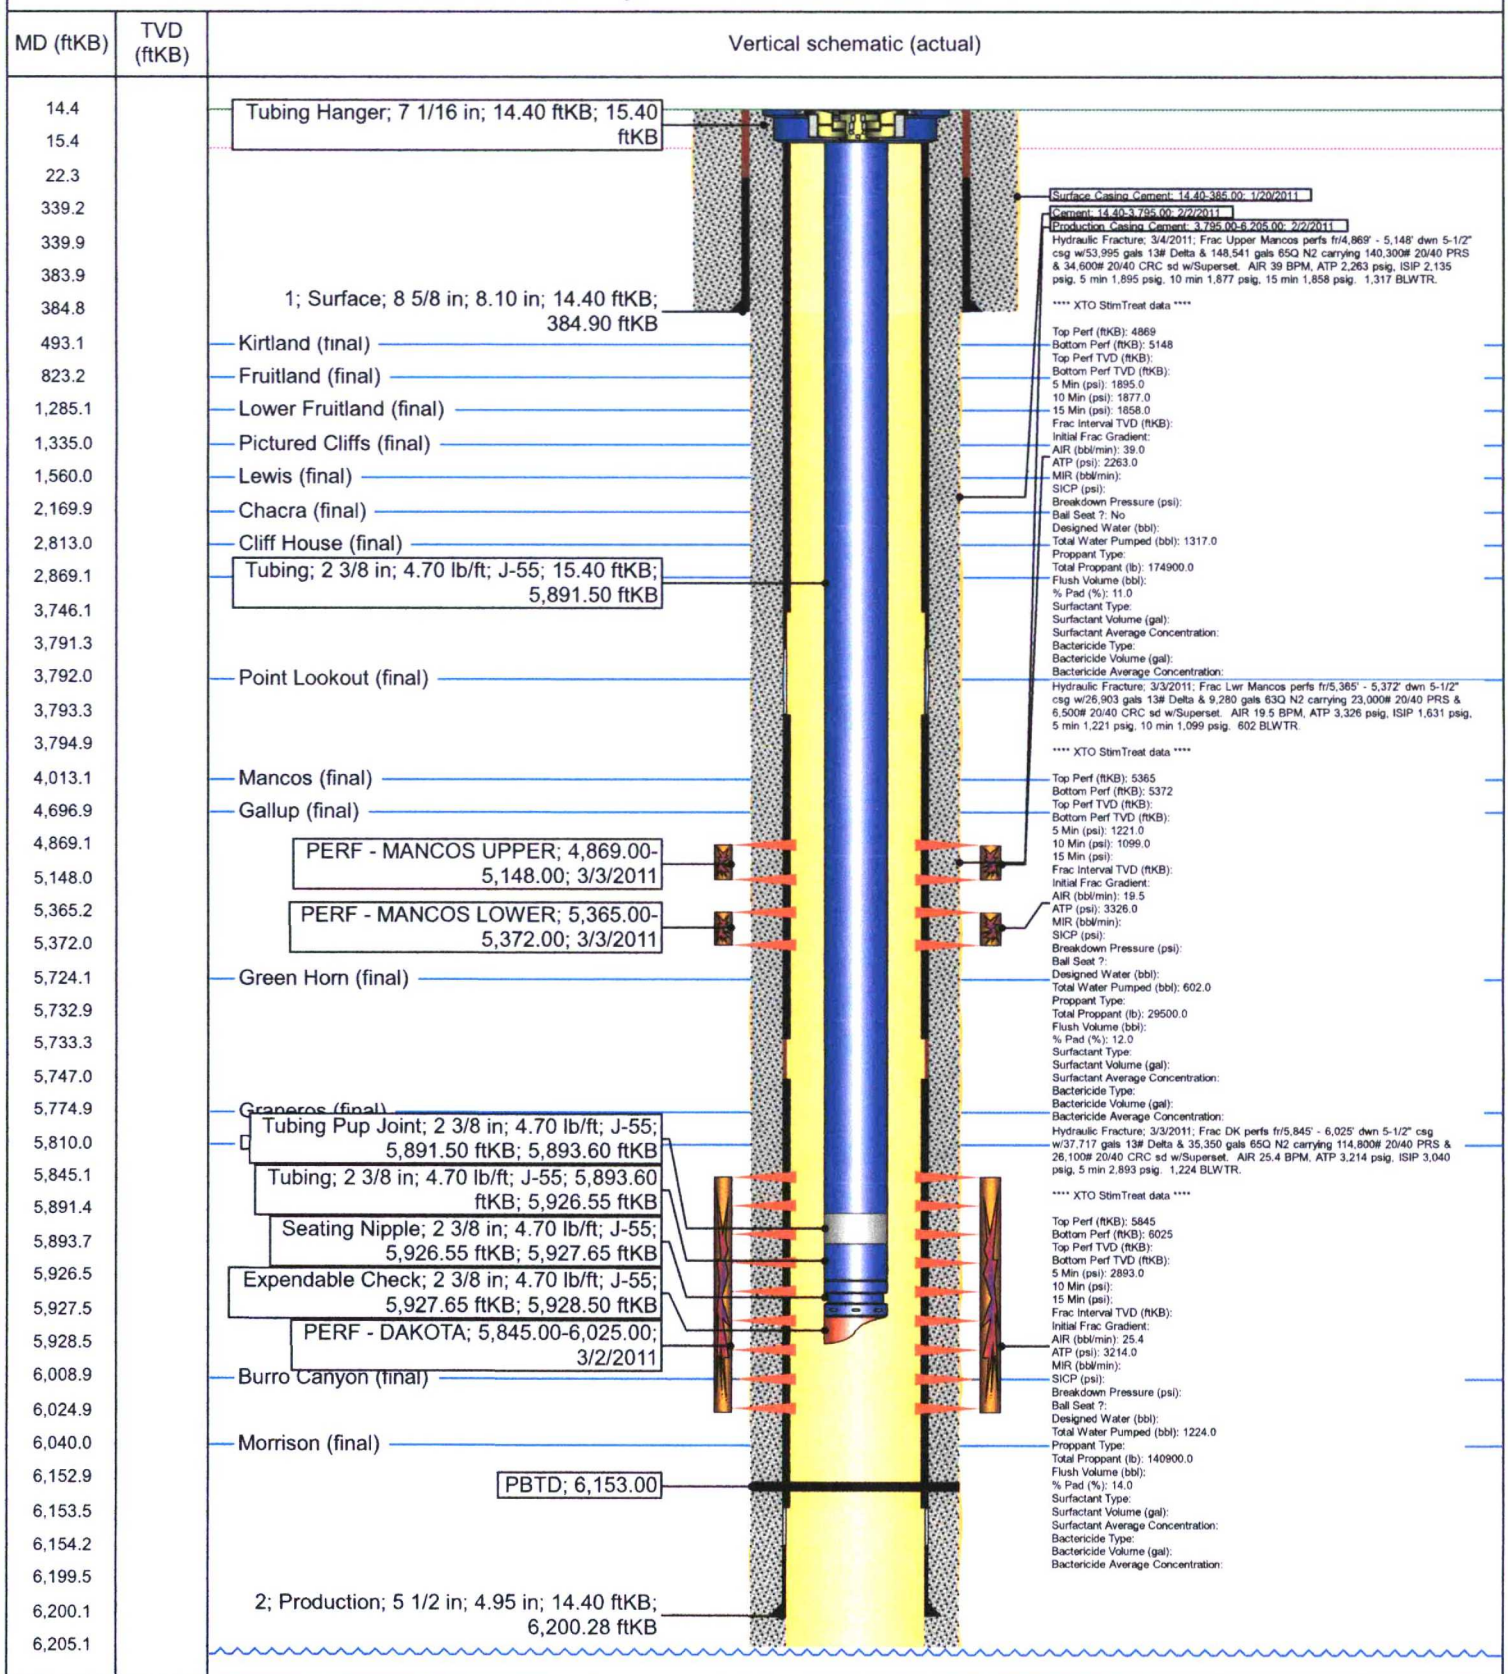 MD (ftKB)
TVD
(ftKB)
Vertical schematic (actual)
14.4
15.4
22.3
339.2
339.9
383.9
384.8
493.1
823.2
1,285.1
1,335.0
1,560.0
2,169.9
2,813.0
2,869.1
3,746.1
3,791.3
3,792.0
3,793.3
3,794.9
4,013.1
4,696.9
4,869.1
5,148.0
5,365.2
5,372.0
5,724.1
5,732.9
5,733.3
5,747.0
5,774.9
5,810.0
5,845.1
5,891.4
5,893.7
5,926.5
5,927.5
5,928.5
6,008.9
6,024.9
6,040.0
6,152.9
6,153.5
6,154.2
6,199.5
6,200.1
6,205.1
Tubing Hanger; 7 1/16 in; 14.40 ftKB; 15.40
ftKB
1; Surface; 8 5/8 in; 8.10 in; 14.40 ftKB;
384.90 ftKB
Kirtland (final)
Fruitland (final)
Lower Fruitland (final)
Pictured Cliffs (final)
Lewis (final)
Chacra (final)
Cliff House (final)
Tubing; 2 3/8 in; 4.70 lb/ft; J-55; 15.40 ftKB;
5,891.50 ftKB
Point Lookout (final)
Mancos (final)
Gallup (final)
PERF - MANCOS UPPER; 4,869.00-
5,148.00; 3/3/2011
PERF - MANCOS LOWER; 5,365.00-
5,372.00; 3/3/2011
Green Horn (final)
Graneros (final)
Tubing Pup Joint; 2 3/8 in; 4.70 lb/ft; J-55;
5,891.50 ftKB; 5,893.60 ftKB
Tubing; 2 3/8 in; 4.70 lb/ft; J-55; 5,893.60
ftKB; 5,926.55 ftKB
Seating Nipple; 2 3/8 in; 4.70 lb/ft; J-55;
5,926.55 ftKB; 5,927.65 ftKB
Expendable Check; 2 3/8 in; 4.70 lb/ft; J-55;
5,927.65 ftKB; 5,928.50 ftKB
PERF - DAKOTA; 5,845.00-6,025.00;
3/2/2011
Burro Canyon (final)
Morrison (final)
PBTD; 6,153.00
2; Production; 5 1/2 in; 4.95 in; 14.40 ftKB;
6,200.28 ftKB
Surface Casing Cement; 14.40-385.00; 1/20/2011
Cement; 14.40-3,795.00; 2/2/2011
Production Casing Cement; 3,795.00-6,205.00; 2/2/2011
Hydraulic Fracture; 3/4/2011; Frac Upper Mancos perfs fr/4,869' - 5,148' dwn 5-1/2"
csg w/53,995 gals 13# Delta & 148,541 gals 65Q N2 carrying 140,300# 20/40 PRS
& 34,600# 20/40 CRC sd w/Superset. AIR 39 BPM, ATP 2,263 psig, ISIP 2,135
psig, 5 min 1,895 psig, 10 min 1,877 psig, 15 min 1,858 psig. 1,317 BLWTR.
**** XTO StimTreat data ****
Top Perf (ftKB): 4869
Bottom Perf (ftKB): 5148
Top Perf TVD (ftKB):
Bottom Perf TVD (ftKB):
5 Min (psi): 1895.0
10 Min (psi): 1877.0
15 Min (psi): 1858.0
Frac Interval TVD (ftKB):
Initial Frac Gradient:
AIR (bbl/min): 39.0
ATP (psi): 2263.0
MIR (bbl/min):
SICP (psi):
Breakdown Pressure (psi):
Ball Seat ?: No
Designed Water (bbl):
Total Water Pumped (bbl): 1317.0
Proppant Type:
Total Proppant (lb): 174900.0
Flush Volume (bbl):
% Pad (%): 11.0
Surfactant Type:
Surfactant Volume (gal):
Surfactant Average Concentration:
Bactericide Type:
Bactericide Volume (gal):
Bactericide Average Concentration:
Hydraulic Fracture; 3/3/2011; Frac Lwr Mancos perfs fr/5,365' - 5,372' dwn 5-1/2"
csg w/26,903 gals 13# Delta & 9,280 gals 63Q N2 carrying 23,000# 20/40 PRS &
6,500# 20/40 CRC sd w/Superset. AIR 19.5 BPM, ATP 3,326 psig, ISIP 1,631 psig,
5 min 1,221 psig, 10 min 1,099 psig. 602 BLWTR.
**** XTO StimTreat data ****
Top Perf (ftKB): 5365
Bottom Perf (ftKB): 5372
Top Perf TVD (ftKB):
Bottom Perf TVD (ftKB):
5 Min (psi): 1221.0
10 Min (psi): 1099.0
15 Min (psi):
Frac Interval TVD (ftKB):
Initial Frac Gradient:
AIR (bbl/min): 19.5
ATP (psi): 3326.0
MIR (bbl/min):
SICP (psi):
Breakdown Pressure (psi):
Ball Seat ?:
Designed Water (bbl):
Total Water Pumped (bbl): 602.0
Proppant Type:
Total Proppant (lb): 29500.0
Flush Volume (bbl):
% Pad (%): 12.0
Surfactant Type:
Surfactant Volume (gal):
Surfactant Average Concentration:
Bactericide Type:
Bactericide Volume (gal):
Bactericide Average Concentration:
Hydraulic Fracture; 3/3/2011; Frac DK perfs fr/5,845' - 6,025' dwn 5-1/2" csg
w/37,717 gals 13# Delta & 35,350 gals 65Q N2 carrying 114,800# 20/40 PRS &
26,100# 20/40 CRC sd w/Superset. AIR 25.4 BPM, ATP 3,214 psig, ISIP 3,040
psig, 5 min 2,893 psig. 1,224 BLWTR.
**** XTO StimTreat data ****
Top Perf (ftKB): 5845
Bottom Perf (ftKB): 6025
Top Perf TVD (ftKB):
Bottom Perf TVD (ftKB):
5 Min (psi): 2893.0
10 Min (psi):
15 Min (psi):
Frac Interval TVD (ftKB):
Initial Frac Gradient:
AIR (bbl/min): 25.4
ATP (psi): 3214.0
MIR (bbl/min):
SICP (psi):
Breakdown Pressure (psi):
Ball Seat ?:
Designed Water (bbl):
Total Water Pumped (bbl): 1224.0
Proppant Type:
Total Proppant (lb): 140900.0
Flush Volume (bbl):
% Pad (%): 14.0
Surfactant Type:
Surfactant Volume (gal):
Surfactant Average Concentration:
Bactericide Type:
Bactericide Volume (gal):
Bactericide Average Concentration: